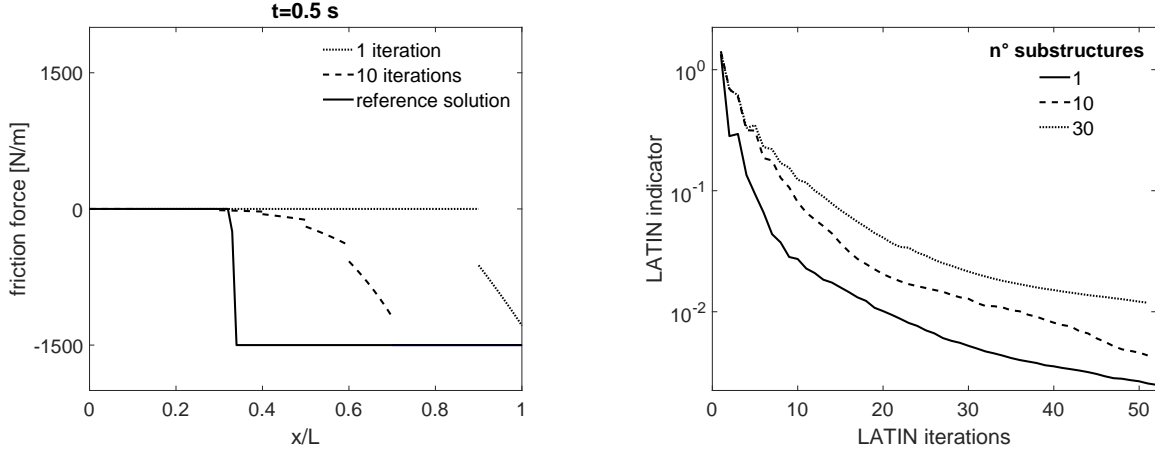 t=0.5 s
1 iteration
10 iterations
reference solution
1500
0
-1500
friction force [N/m]
0 0.2 0.4 0.6 0.8 1
x/L
n° substructures
1
10
30
10^0
10^-1
10^-2
LATIN indicator
0 10 20 30 40 50
LATIN iterations